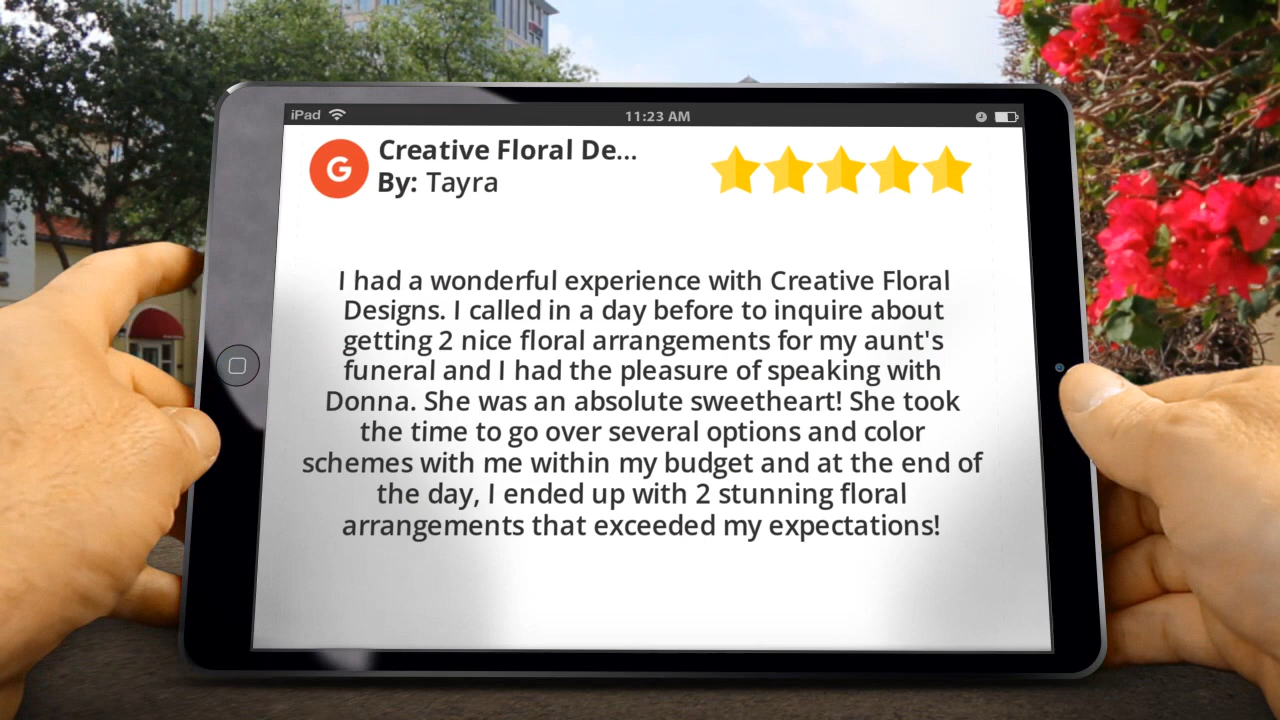 iPad
11:23 AM
G
Creative Floral De...
By: Tayra
I had a wonderful experience with Creative Floral
Designs. I called in a day before to inquire about
getting 2 nice floral arrangements for my aunt's
funeral and I had the pleasure of speaking with
Donna. She was an absolute sweetheart! She took
the time to go over several options and color
schemes with me within my budget and at the end of
the day, I ended up with 2 stunning floral
arrangements that exceeded my expectations!